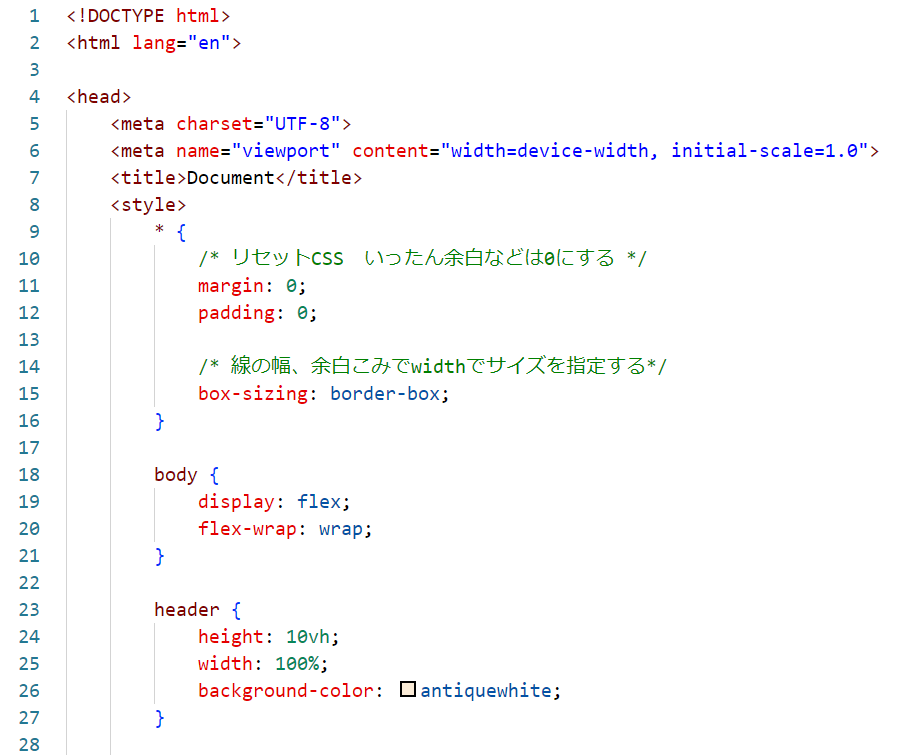 1 <!DOCTYPE html>
2 <html lang="en">
3
4 <head>
5     <meta charset="UTF-8">
6     <meta name="viewport" content="width=device-width, initial-scale=1.0">
7     <title>Document</title>
8     <style>
9         * {
10             /* リセットCSS　いったん余白などは0にする */
11             margin: 0;
12             padding: 0;
13
14             /* 線の幅、余白こみでwidthでサイズを指定する*/
15             box-sizing: border-box;
16         }
17
18         body {
19             display: flex;
20             flex-wrap: wrap;
21         }
22
23         header {
24             height: 10vh;
25             width: 100%;
26             background-color: antiquewhite;
27         }
28